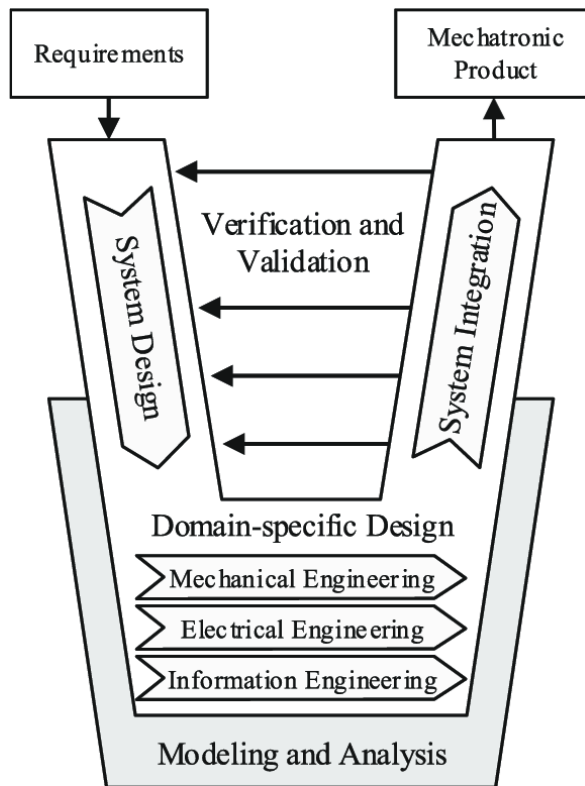 Requirements
Mechatronic
Product
Verification and
Validation
System Design
System Integration
Domain-specific Design
Mechanical Engineering
Electrical Engineering
Information Engineering
Modeling and Analysis